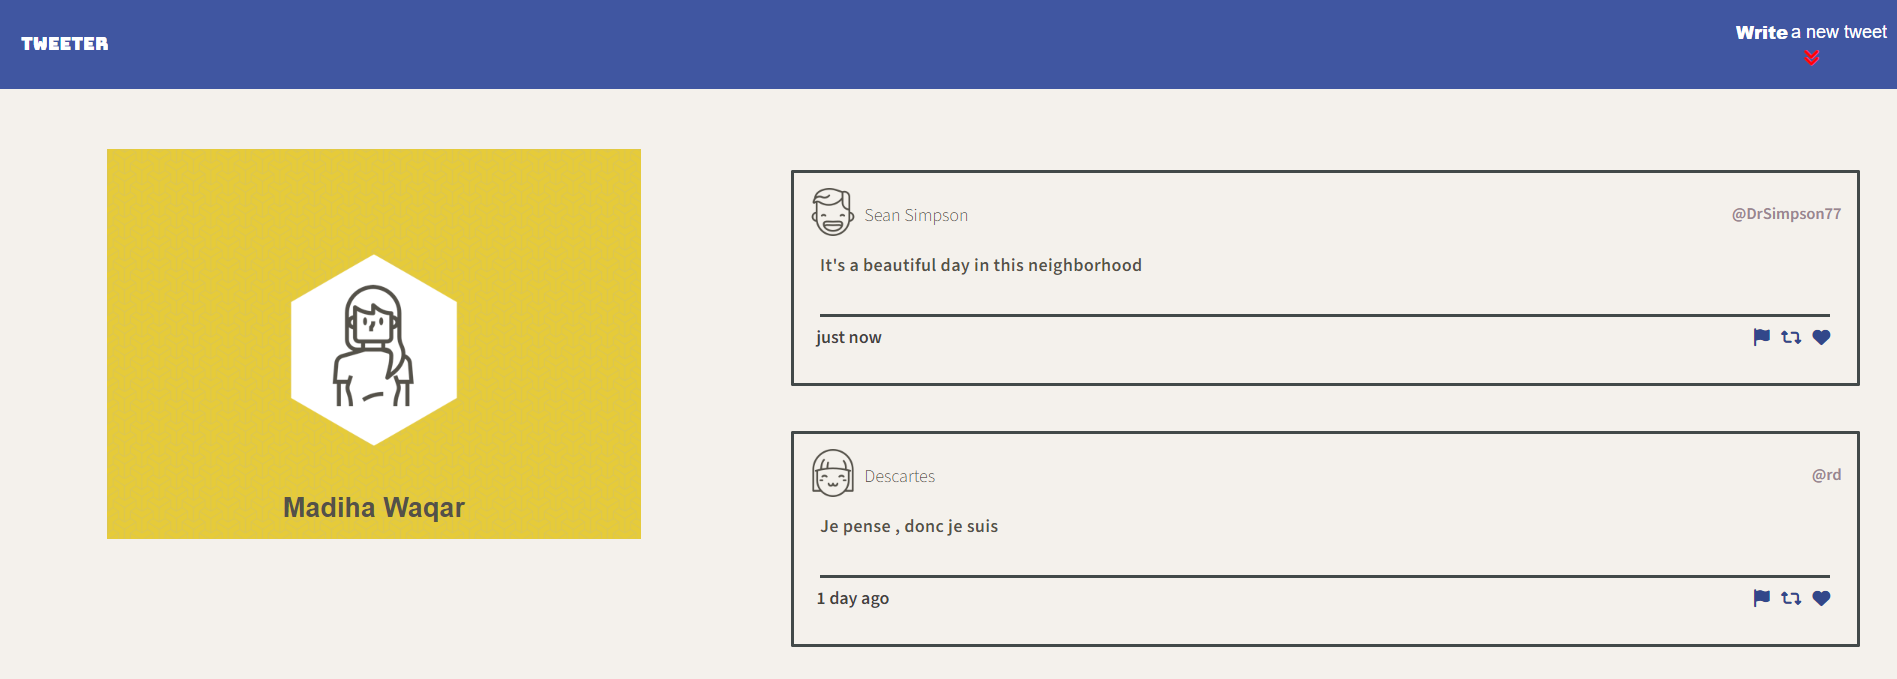 TWEETER
Write a new tweet
Madiha Waqar
Sean Simpson
@DrSimpson77
It's a beautiful day in this neighborhood
just now
Descartes
@rd
Je pense , donc je suis
1 day ago